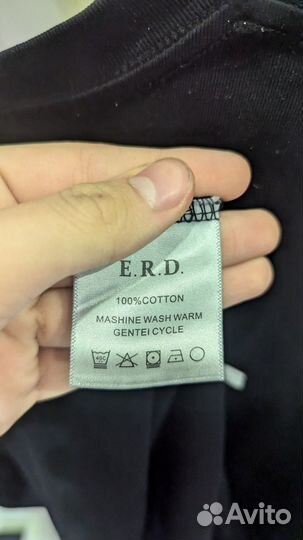 E.R.D.
100%COTTON
MASHINE WASH WARM
GENTEI CYCLE
Avito